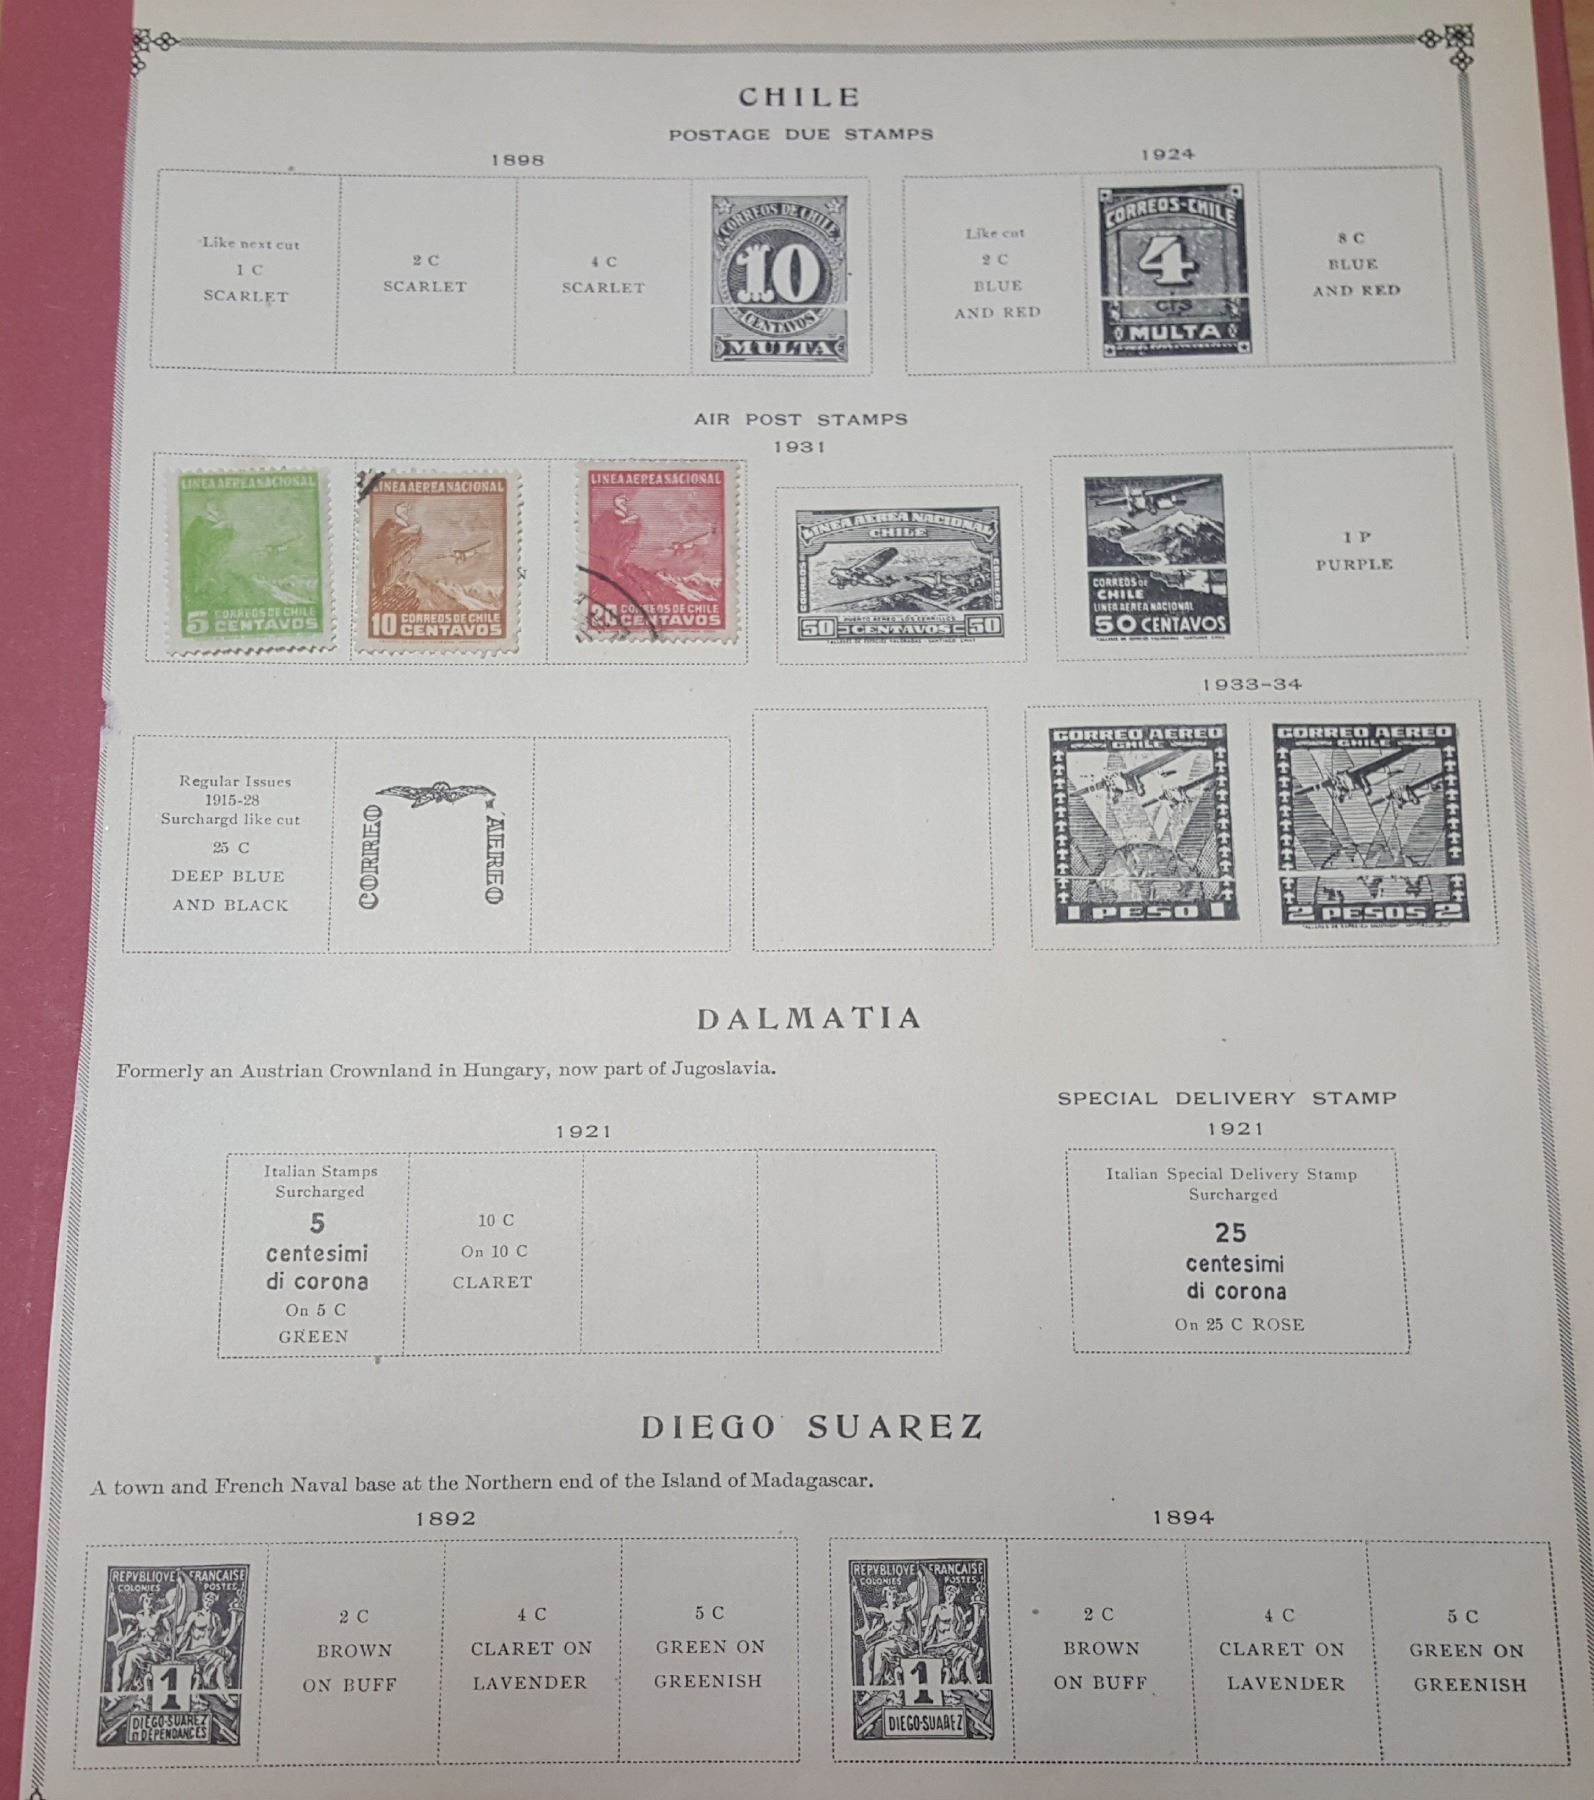 CHILE
POSTAGE DUE STAMPS
1898
1924
Like next cut
1 C
SCARLET
2 C
SCARLET
4 C
SCARLET
CORREOS DE CHILE
10
CENTAVOS
MULTA
Like cut
2 C
BLUE
AND RED
CORREOS-CHILE
4
CTS
MULTA
8 C
BLUE
AND RED
AIR POST STAMPS
1931
LINEA AEREA NACIONAL
5 CORREOS DE CHILE
CENTAVOS
LINEA AEREA NACIONAL
10 CORREOS DE CHILE
CENTAVOS
LINEA AEREA NACIONAL
20 CORREOS DE CHILE
CENTAVOS
LINEA AEREA NACIONAL
CHILE
CORREOS
CORREOS
PUERTO AEREO LOS CERRILLOS
50 CENTAVOS 50
CORREOS DE
CHILE
LINEA AEREA NACIONAL
50 CENTAVOS
1 P
PURPLE
1933-34
Regular Issues
1915-28
Surchargd like cut
25 C
DEEP BLUE
AND BLACK
CORREO
AEREO
CORREO AEREO
CHILE
1 PESO 1
CORREO AEREO
CHILE
2 PESOS 2
DALMATIA
Formerly an Austrian Crownland in Hungary, now part of Jugoslavia.
SPECIAL DELIVERY STAMP
1921
1921
Italian Stamps
Surcharged
5
centesimi
di corona
On 5 C
GREEN
10 C
On 10 C
CLARET
Italian Special Delivery Stamp
Surcharged
25
centesimi
di corona
On 25 C ROSE
DIEGO SUAREZ
A town and French Naval base at the Northern end of the Island of Madagascar.
1892
1894
REPVBLIQVE FRANCAISE
COLONIES POSTES
1
DIEGO-SUAREZ
ET DÉPENDANCES
2 C
BROWN
ON BUFF
4 C
CLARET ON
LAVENDER
5 C
GREEN ON
GREENISH
REPVBLIQVE FRANCAISE
COLONIES POSTES
1
DIEGO-SUAREZ
2 C
BROWN
ON BUFF
4 C
CLARET ON
LAVENDER
5 C
GREEN ON
GREENISH